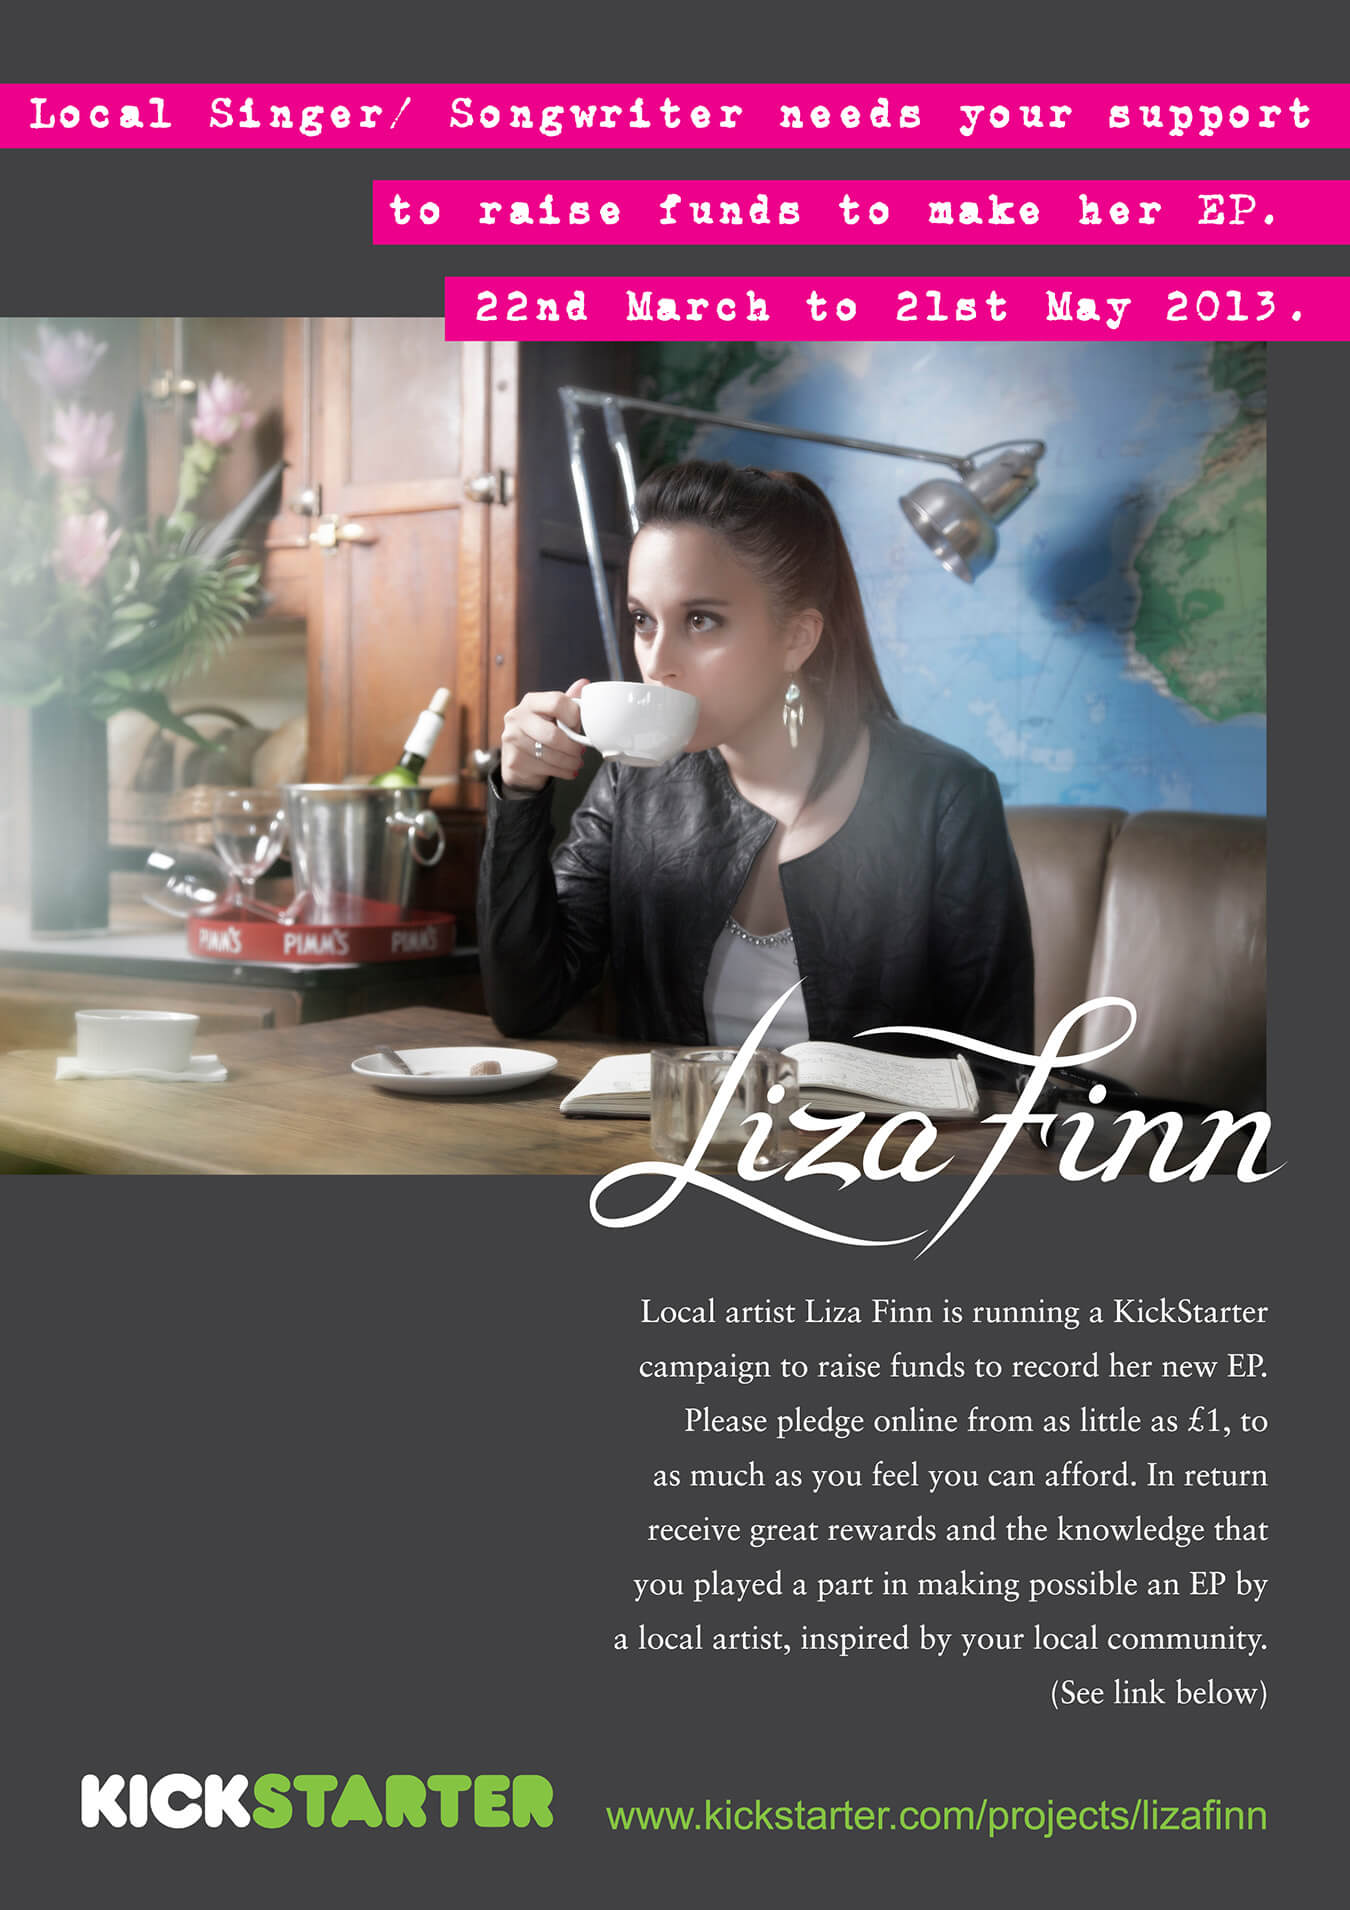 Local Singer/ Songwriter needs your support
to raise funds to make her EP.
22nd March to 21st May 2013.
PIMM'S PIMM'S PIMM'S
Liza Finn
Local artist Liza Finn is running a KickStarter
campaign to raise funds to record her new EP.
Please pledge online from as little as £1, to
as much as you feel you can afford. In return
receive great rewards and the knowledge that
you played a part in making possible an EP by
a local artist, inspired by your local community.
(See link below)
KICKSTARTER
www.kickstarter.com/projects/lizafinn